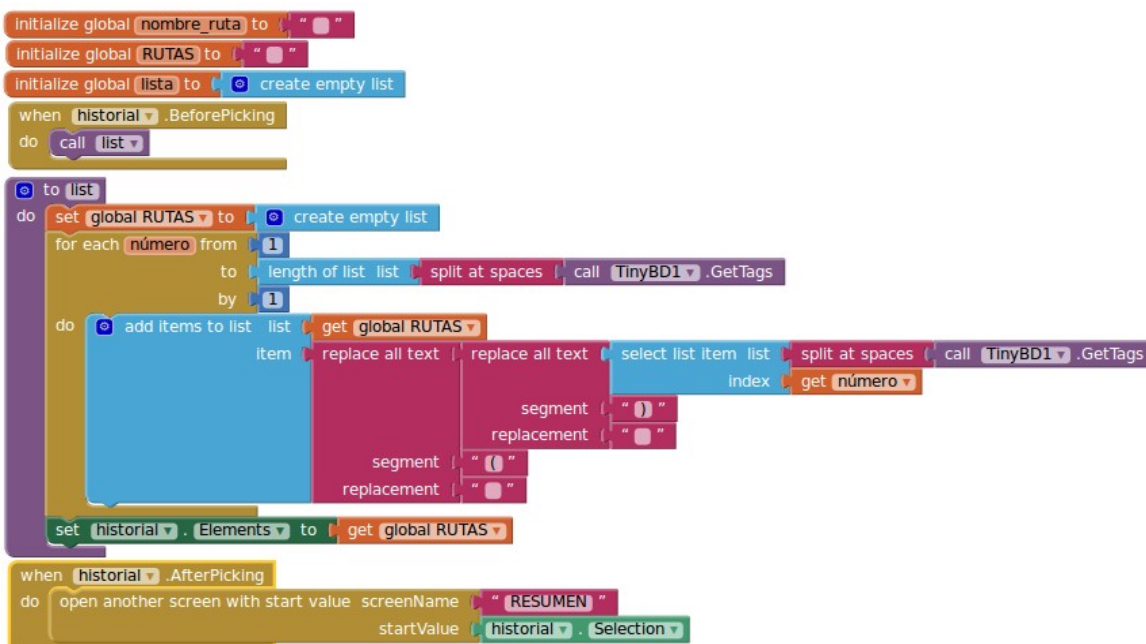 initialize global nombre_ruta to " "
initialize global RUTAS to " "
initialize global lista to create empty list
when historial .BeforePicking
do call list
to list
do set global RUTAS to create empty list
for each número from 1
to length of list list split at spaces call TinyBD1 .GetTags
by 1
do add items to list list get global RUTAS
item replace all text replace all text select list item list split at spaces call TinyBD1 .GetTags
index get número
segment " ) "
replacement " "
segment " ( "
replacement " "
set historial . Elements to get global RUTAS
when historial .AfterPicking
do open another screen with start value screenName " RESUMEN "
startValue historial . Selection